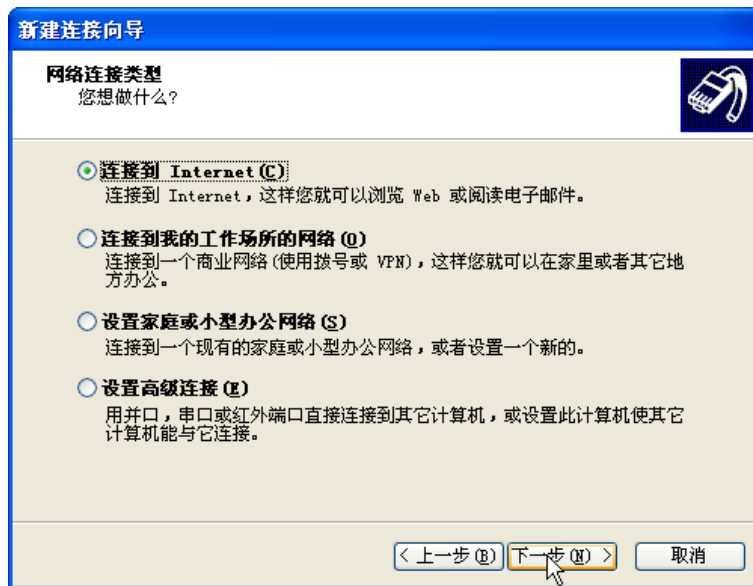 新建连接向导
网络连接类型
您想做什么?
连接到 Internet(C)
连接到 Internet，这样您就可以浏览 Web 或阅读电子邮件。
连接到我的工作场所的网络(O)
连接到一个商业网络(使用拨号或 VPN)，这样您就可以在家里或者其它地
方办公。
设置家庭或小型办公网络(S)
连接到一个现有的家庭或小型办公网络，或者设置一个新的。
设置高级连接(E)
用并口，串口或红外端口直接连接到其它计算机，或设置此计算机使其它
计算机能与它连接。
< 上一步(B) 下一步(N) > 取消